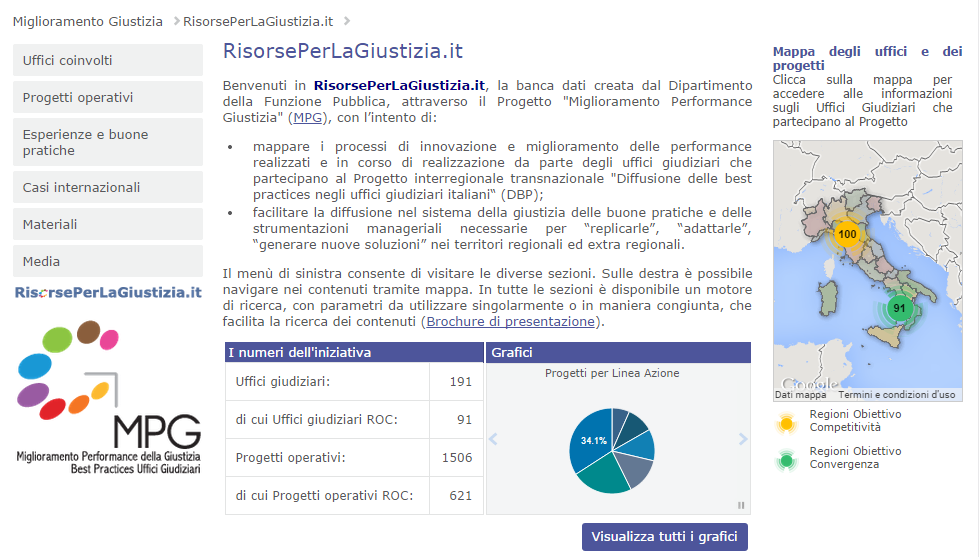 Miglioramento Giustizia > RisorsePerLaGiustizia.it >
Uffici coinvolti
Progetti operativi
Esperienze e buone
pratiche
Casi internazionali
Materiali
Media
RisorsePerLaGiustizia.it
MPG
Miglioramento Performance della Giustizia
Best Practices Uffici Giudiziari
RisorsePerLaGiustizia.it
Benvenuti in RisorsePerLaGiustizia.it, la banca dati creata dal Dipartimento
della Funzione Pubblica, attraverso il Progetto "Miglioramento Performance
Giustizia" (MPG), con l’intento di:
• mappare i processi di innovazione e miglioramento delle performance
realizzati e in corso di realizzazione da parte degli uffici giudiziari che
partecipano al Progetto interregionale transnazionale "Diffusione delle best
practices negli uffici giudiziari italiani“ (DBP);
• facilitare la diffusione nel sistema della giustizia delle buone pratiche e delle
strumentazioni manageriali necessarie per “replicarle”, “adattarle”,
“generare nuove soluzioni” nei territori regionali ed extra regionali.
Il menù di sinistra consente di visitare le diverse sezioni. Sulle destra è possibile
navigare nei contenuti tramite mappa. In tutte le sezioni è disponibile un motore
di ricerca, con parametri da utilizzare singolarmente o in maniera congiunta, che
facilita la ricerca dei contenuti (Brochure di presentazione).
I numeri dell'iniziativa
Uffici giudiziari: 191
di cui Uffici giudiziari ROC: 91
Progetti operativi: 1506
di cui Progetti operativi ROC: 621
Grafici
Progetti per Linea Azione
34.1%
Visualizza tutti i grafici
Mappa degli uffici e dei
progetti
Clicca sulla mappa per
accedere alle informazioni
sugli Uffici Giudiziari che
partecipano al Progetto
100
91
Google
Dati mappa Termini e condizioni d'uso
Regioni Obiettivo
Competitività
Regioni Obiettivo
Convergenza